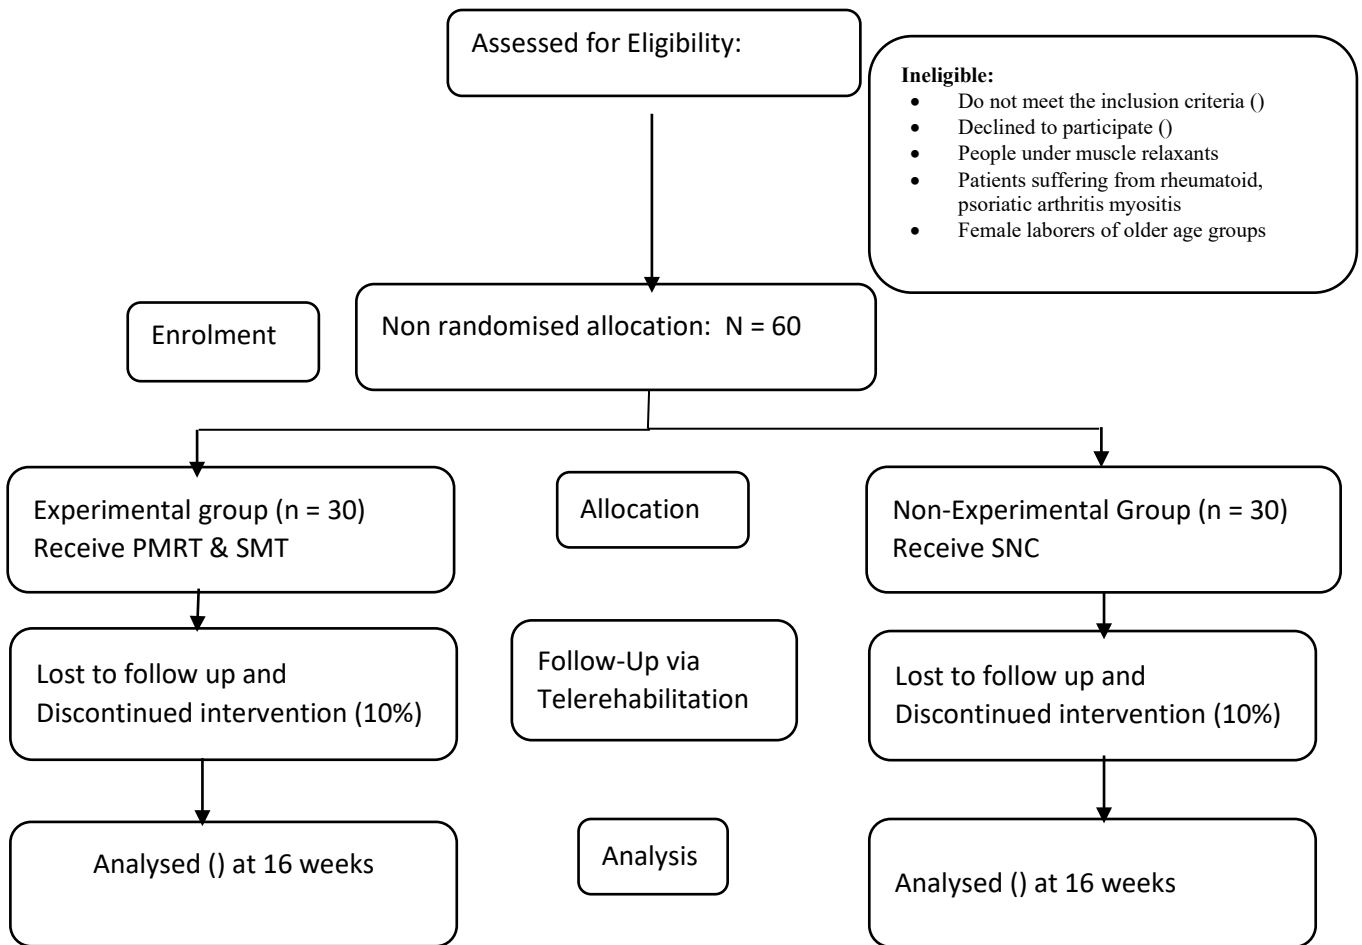 Assessed for Eligibility:
Ineligible:
• Do not meet the inclusion criteria ()
• Declined to participate ()
• People under muscle relaxants
• Patients suffering from rheumatoid,
psoriatic arthritis myositis
• Female laborers of older age groups
Enrolment
Non randomised allocation: N = 60
Experimental group (n = 30)
Receive PMRT & SMT
Allocation
Non-Experimental Group (n = 30)
Receive SNC
Lost to follow up and
Discontinued intervention (10%)
Follow-Up via
Telerehabilitation
Lost to follow up and
Discontinued intervention (10%)
Analysed () at 16 weeks
Analysis
Analysed () at 16 weeks